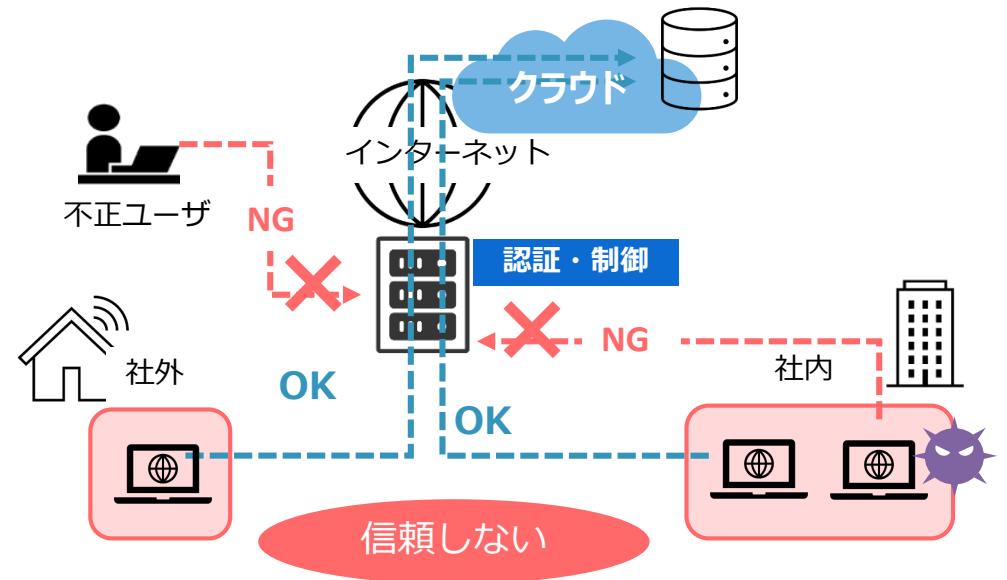 クラウド
インターネット
不正ユーザ
NG
認証・制御
NG
社外
社内
OK
OK
信頼しない